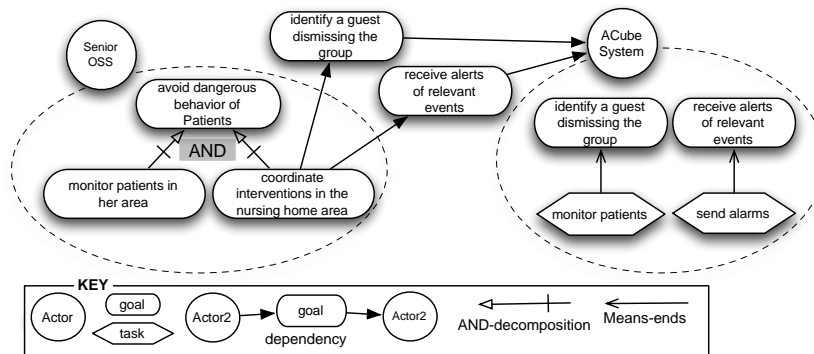 Senior
OSS
identify a guest
dismissing the
group
ACube
System
receive alerts
of relevant
events
avoid dangerous
behavior of
Patients
AND
monitor patients in
her area
coordinate
interventions in the
nursing home area
identify a guest
dismissing the
group
receive alerts
of relevant
events
monitor patients
send alarms
KEY
Actor
goal
task
Actor2
goal
Actor2
dependency
AND-decomposition
Means-ends